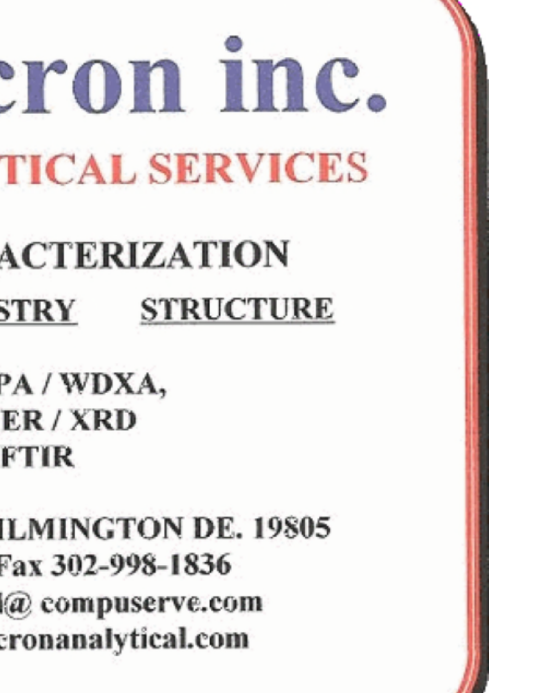 cron inc.
TICAL SERVICES
ACTERIZATION
STRY STRUCTURE
PA / WDXA,
ER / XRD
FTIR
ILMINGTON DE. 19805
Fax 302-998-1836
@ compuserve.com
cronanalytical.com